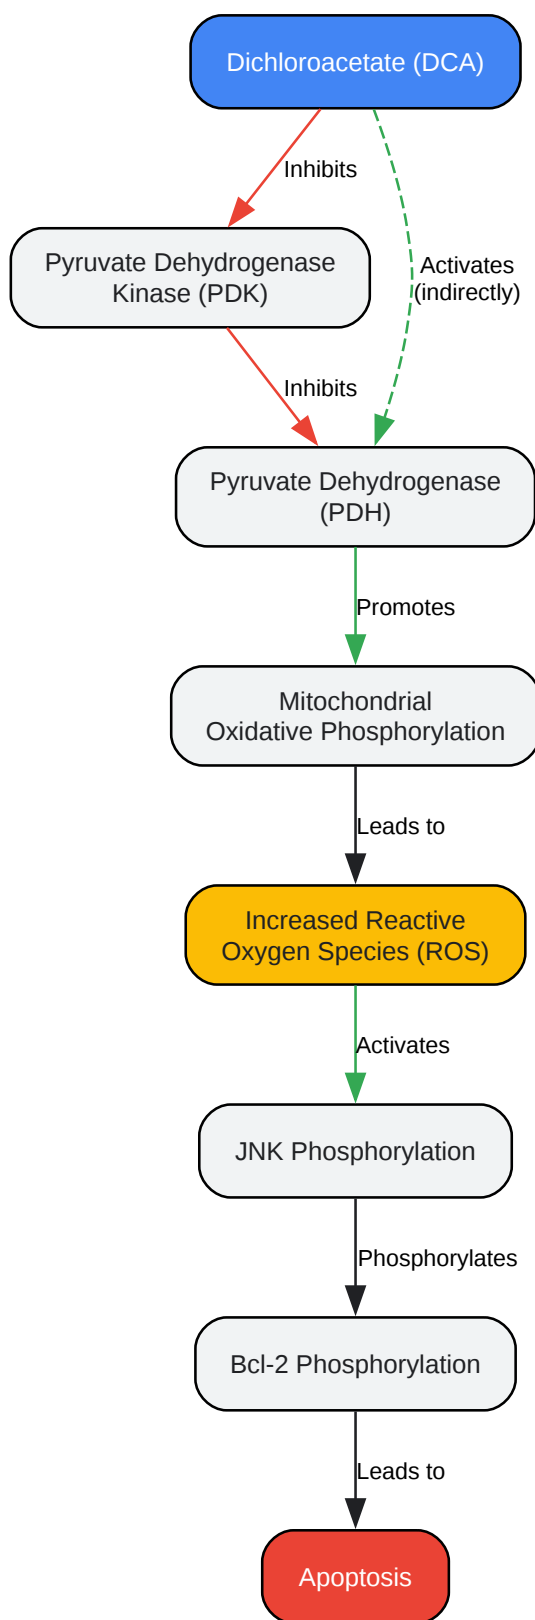 Dichloroacetate (DCA)
Inhibits
Pyruvate Dehydrogenase
Kinase (PDK)
Activates
(indirectly)
Inhibits
Pyruvate Dehydrogenase
(PDH)
Promotes
Mitochondrial
Oxidative Phosphorylation
Leads to
Increased Reactive
Oxygen Species (ROS)
Activates
JNK Phosphorylation
Phosphorylates
Bcl-2 Phosphorylation
Leads to
Apoptosis